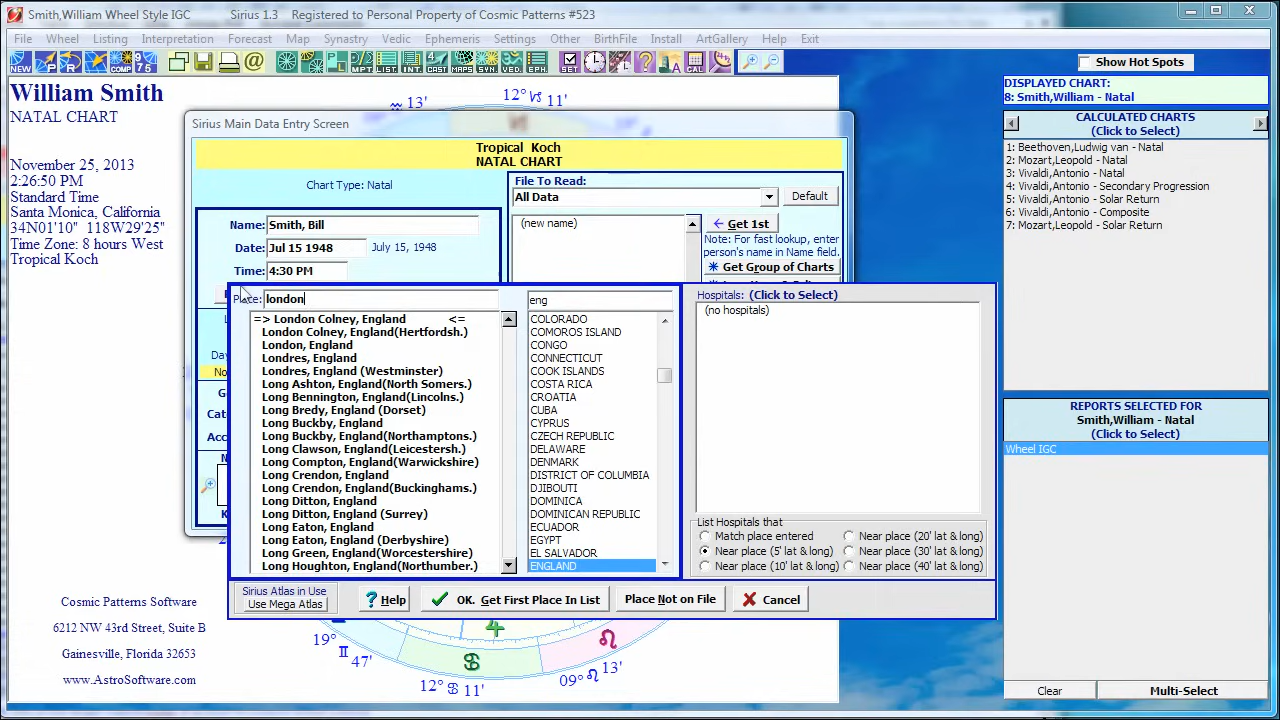 Smith,William Wheel Style IGC Sirius 1.3 Registered to Personal Property of Cosmic Patterns #523
File Wheel Listing Interpretation Forecast Map Synastry Vedic Ephemeris Settings Other BirthFile Install ArtGallery Help Exit
William Smith
NATAL CHART
November 25, 2013
2:26:50 PM
Standard Time
Santa Monica, California
34N01'10" 118W29'25"
Time Zone: 8 hours West
Tropical Koch
13' 12° 11'
Sirius Main Data Entry Screen
Tropical Koch
NATAL CHART
Chart Type: Natal
Name: Smith, Bill
Date: Jul 15 1948 July 15, 1948
Time: 4:30 PM
File To Read:
All Data
Default
(new name)
Get 1st
Note: For fast lookup, enter
person's name in Name field.
Get Group of Charts
Place: london
eng
=> London Colney, England <=
London Colney, England(Hertfordsh.)
London, England
Londres, England
Londres, England (Westminster)
Long Ashton, England(North Somers.)
Long Bennington, England(Lincolns.)
Long Bredy, England (Dorset)
Long Buckby, England
Long Buckby, England(Northamptons.)
Long Clawson, England(Leicestersh.)
Long Compton, England(Warwickshire)
Long Crendon, England
Long Crendon, England(Buckinghams.)
Long Ditton, England
Long Ditton, England (Surrey)
Long Eaton, England
Long Eaton, England (Derbyshire)
Long Green, England(Worcestershire)
Long Houghton, England(Northumber.)
COLORADO
COMOROS ISLAND
CONGO
CONNECTICUT
COOK ISLANDS
COSTA RICA
CROATIA
CUBA
CYPRUS
CZECH REPUBLIC
DELAWARE
DENMARK
DISTRICT OF COLUMBIA
DJIBOUTI
DOMINICA
DOMINICAN REPUBLIC
ECUADOR
EGYPT
EL SALVADOR
ENGLAND
Hospitals: (Click to Select)
(no hospitals)
List Hospitals that
Match place entered
Near place (5' lat & long)
Near place (10' lat & long)
Near place (20' lat & long)
Near place (30' lat & long)
Near place (40' lat & long)
Sirius Atlas in Use
Use Mega Atlas
Help
OK. Get First Place In List
Place Not on File
Cancel
Cosmic Patterns Software
6212 NW 43rd Street, Suite B
Gainesville, Florida 32653
www.AstroSoftware.com
19°
47'
12° 11'
09° 13'
Show Hot Spots
DISPLAYED CHART:
8: Smith,William - Natal
CALCULATED CHARTS
(Click to Select)
1: Beethoven,Ludwig van - Natal
2: Mozart,Leopold - Natal
3: Vivaldi,Antonio - Natal
4: Vivaldi,Antonio - Secondary Progression
5: Vivaldi,Antonio - Solar Return
6: Vivaldi,Antonio - Composite
7: Mozart,Leopold - Solar Return
REPORTS SELECTED FOR
Smith,William - Natal
(Click to Select)
Wheel IGC
Clear
Multi-Select